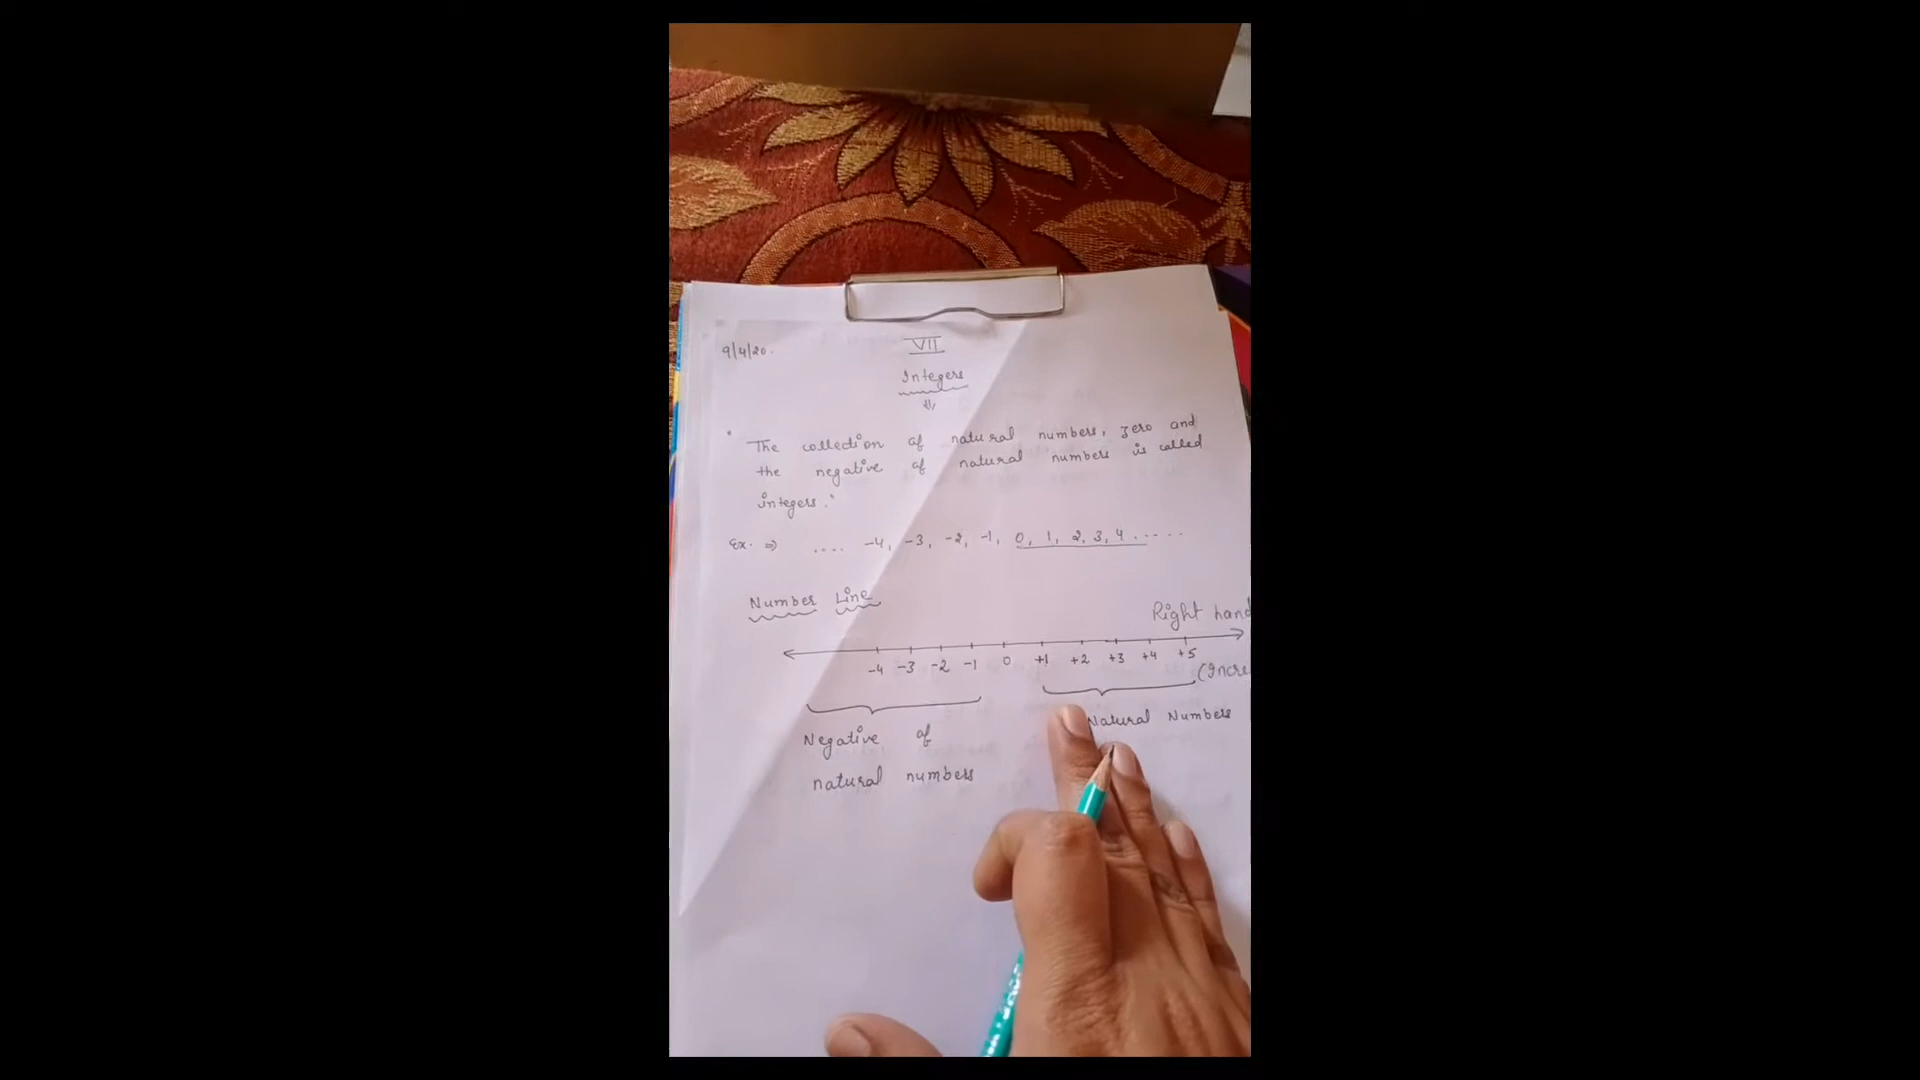 9/4/20.
VII
Integers
" The collection of natural numbers, zero and
the negative of natural numbers is called
integers."
Ex. ⇒ .... -4, -3, -2, -1, 0, 1, 2, 3, 4 ......
Number Line
Right hand
-4 -3 -2 -1 0 +1 +2 +3 +4 +5
(Incre
Negative of
natural numbers
Natural Numbers